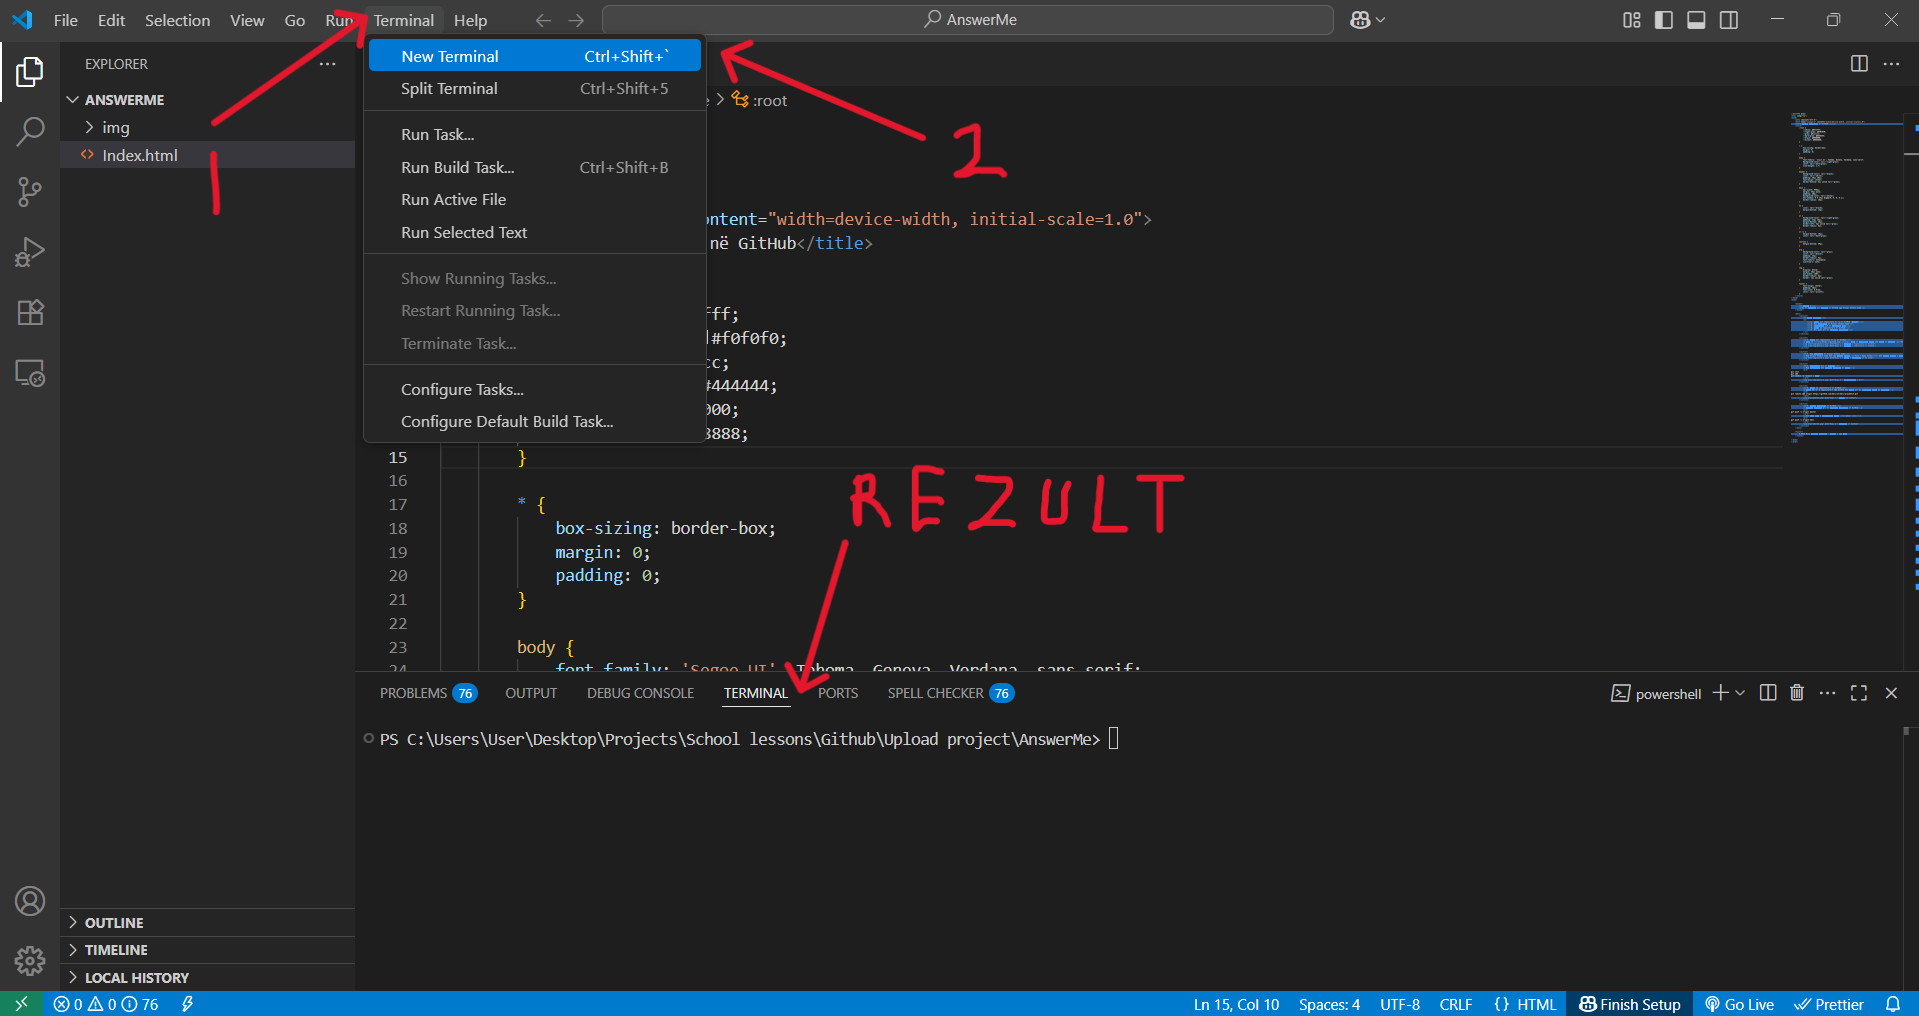 File Edit Selection View Go Run Terminal Help
AnswerMe
EXPLORER
ANSWERME
img
Index.html
New Terminal Ctrl+Shift+`
Split Terminal Ctrl+Shift+5
Run Task...
Run Build Task... Ctrl+Shift+B
Run Active File
Run Selected Text
Show Running Tasks...
Restart Running Task...
Terminate Task...
Configure Tasks...
Configure Default Build Task...
1
2
REZULT
:root
ontent="width=device-width, initial-scale=1.0">
në GitHub</title>
fff;
#f0f0f0;
cc;
#444444;
000;
8888;
15 }
16
17 * {
18 box-sizing: border-box;
19 margin: 0;
20 padding: 0;
21 }
22
23 body {
24 font-family: 'Segoe UI', Tahoma, Geneva, Verdana, sans-serif;
PROBLEMS 76 OUTPUT DEBUG CONSOLE TERMINAL PORTS SPELL CHECKER 76
powershell
PS C:\Users\User\Desktop\Projects\School lessons\Github\Upload project\AnswerMe>
OUTLINE
TIMELINE
LOCAL HISTORY
0 0 76
Ln 15, Col 10 Spaces: 4 UTF-8 CRLF {} HTML Finish Setup Go Live Prettier